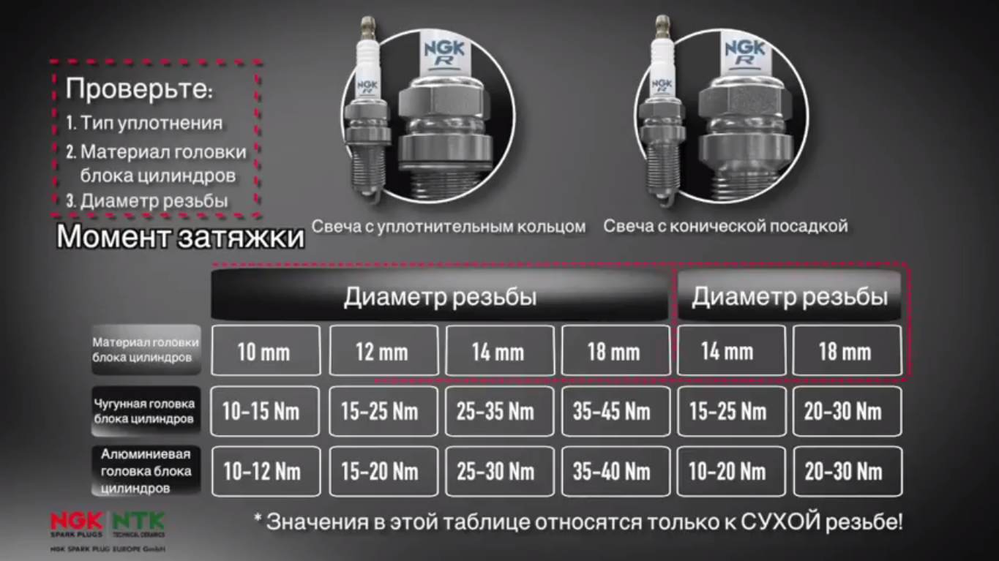 Проверьте:
1. Тип уплотнения
2. Материал головки
блока цилиндров
3. Диаметр резьбы
NGK
R
NGK
R
NGK
R
NGK
R
Свеча с уплотнительным кольцом
Свеча с конической посадкой
Момент затяжки
Диаметр резьбы
Диаметр резьбы
Материал головки
блока цилиндров
10 mm
12 mm
14 mm
18 mm
14 mm
18 mm
Чугунная головка
блока цилиндров
10–15 Nm
15–25 Nm
25–35 Nm
35–45 Nm
15–25 Nm
20–30 Nm
Алюминиевая
головка блока
цилиндров
10–12 Nm
15–20 Nm
25–30 Nm
35–40 Nm
10–20 Nm
20–30 Nm
NGK
SPARK PLUGS
NTK
TECHNICAL CERAMICS
NGK SPARK PLUG EUROPE GmbH
* Значения в этой таблице относятся только к СУХОЙ резьбе!